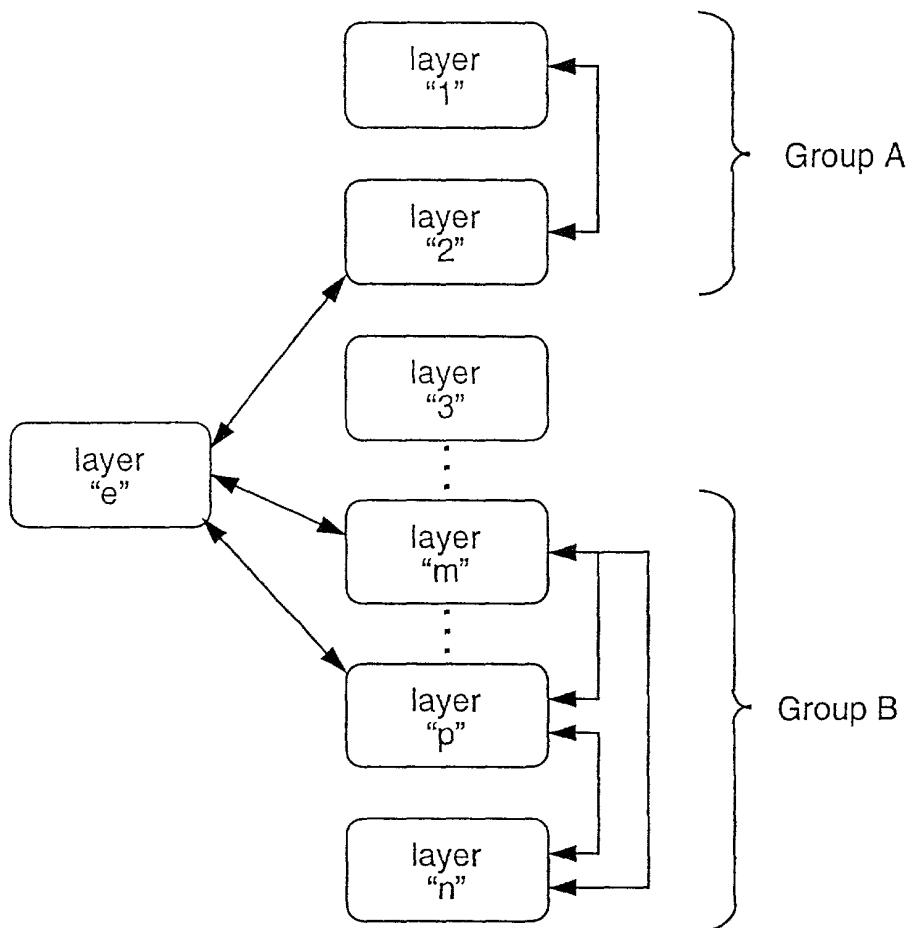 layer
“1”
Group A
layer
“2”
layer
“3”
layer
“e”
layer
“m”
layer
“p”
Group B
layer
“n”